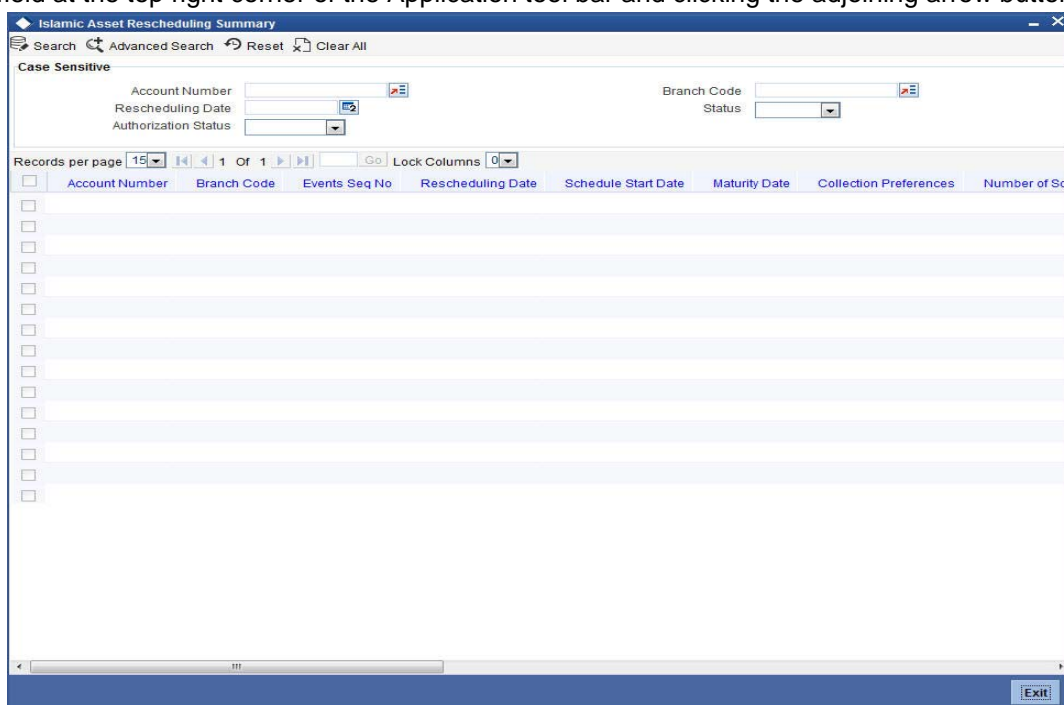 at the top right corner of the Application tool bar and clicking the adjoining arrow
Islamic Asset Rescheduling Summary
Search Advanced Search Reset Clear All
Case Sensitive
Account Number Branch Code
Rescheduling Date Status
Authorization Status
Records per page 15 1 Of 1 Go Lock Columns 0
Account Number Branch Code Events Seq No Rescheduling Date Schedule Start Date Maturity Date Collection Preferences Number of
Exit